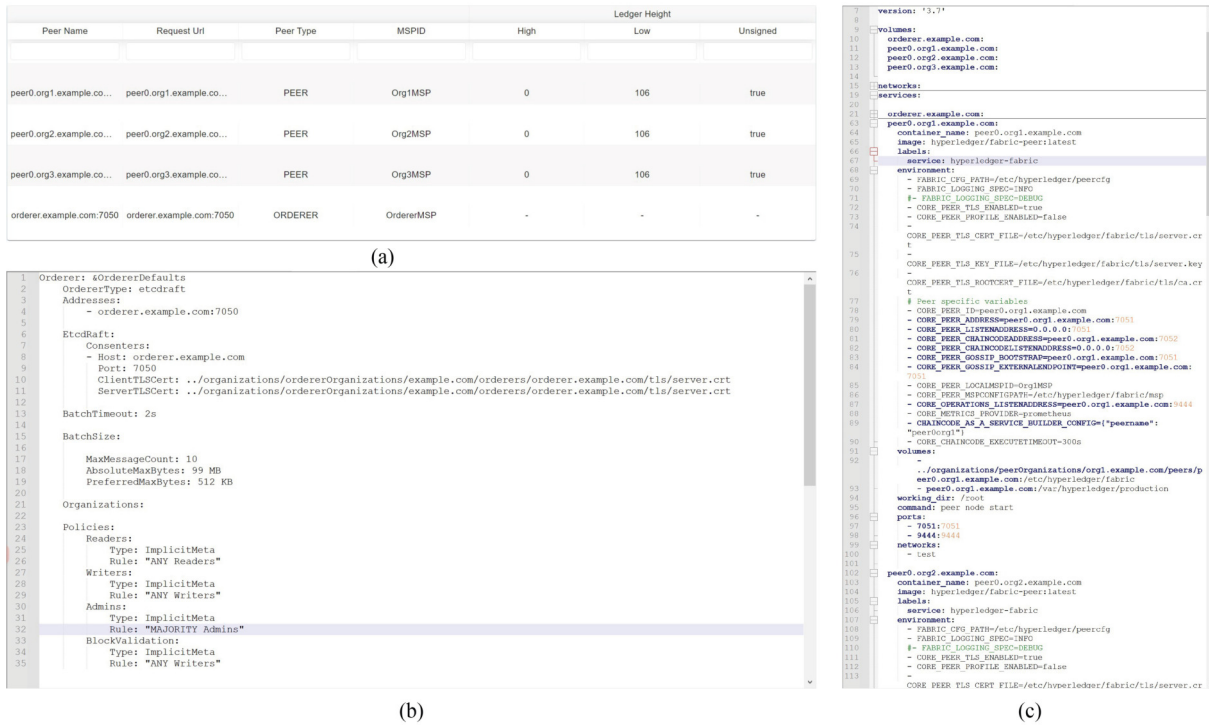 Ledger Height
Peer Name Request Url Peer Type MSPID High Low Unsigned
peer0.org1.example.co... peer0.org1.example.co... PEER Org1MSP 0 106 true
peer0.org2.example.co... peer0.org2.example.co... PEER Org2MSP 0 106 true
peer0.org3.example.co... peer0.org3.example.co... PEER Org3MSP 0 106 true
orderer.example.com:7050 orderer.example.com:7050 ORDERER OrdererMSP - - -
(a)
1 Orderer: &OrdererDefaults
2 OrdererType: etcdraft
3 Addresses:
4 - orderer.example.com:7050
5
6 EtcdRaft:
7 Consenters:
8 - Host: orderer.example.com
9 Port: 7050
10 ClientTLSCert: ../organizations/ordererOrganizations/example.com/orderers/orderer.example.com/tls/server.crt
11 ServerTLSCert: ../organizations/ordererOrganizations/example.com/orderers/orderer.example.com/tls/server.crt
12
13 BatchTimeout: 2s
14
15 BatchSize:
16
17 MaxMessageCount: 10
18 AbsoluteMaxBytes: 99 MB
19 PreferredMaxBytes: 512 KB
20
21 Organizations:
22
23 Policies:
24 Readers:
25 Type: ImplicitMeta
26 Rule: "ANY Readers"
27 Writers:
28 Type: ImplicitMeta
29 Rule: "ANY Writers"
30 Admins:
31 Type: ImplicitMeta
32 Rule: "MAJORITY Admins"
33 BlockValidation:
34 Type: ImplicitMeta
35 Rule: "ANY Writers"
(b)
7 version: '3.7'
8
9 volumes:
10 orderer.example.com:
11 peer0.org1.example.com:
12 peer0.org2.example.com:
13 peer0.org3.example.com:
14
15 networks:
19 services:
20
21 orderer.example.com:
63 peer0.org1.example.com:
64 container_name: peer0.org1.example.com
65 image: hyperledger/fabric-peer:latest
66 labels:
67 service: hyperledger-fabric
68 environment:
69 - FABRIC_CFG_PATH=/etc/hyperledger/peercfg
70 - FABRIC_LOGGING_SPEC=INFO
71 #- FABRIC_LOGGING_SPEC=DEBUG
72 - CORE_PEER_TLS_ENABLED=true
73 - CORE_PEER_PROFILE_ENABLED=false
74 -
CORE_PEER_TLS_CERT_FILE=/etc/hyperledger/fabric/tls/server.cr
t
75 -
CORE_PEER_TLS_KEY_FILE=/etc/hyperledger/fabric/tls/server.key
76 -
CORE_PEER_TLS_ROOTCERT_FILE=/etc/hyperledger/fabric/tls/ca.cr
t
77 # Peer specific variables
78 - CORE_PEER_ID=peer0.org1.example.com
79 - CORE_PEER_ADDRESS=peer0.org1.example.com:7051
80 - CORE_PEER_LISTENADDRESS=0.0.0.0:7051
81 - CORE_PEER_CHAINCODEADDRESS=peer0.org1.example.com:7052
82 - CORE_PEER_CHAINCODELISTENADDRESS=0.0.0.0:7052
83 - CORE_PEER_GOSSIP_BOOTSTRAP=peer0.org1.example.com:7051
84 - CORE_PEER_GOSSIP_EXTERNALENDPOINT=peer0.org1.example.com:
7051
85 - CORE_PEER_LOCALMSPID=Org1MSP
86 - CORE_PEER_MSPCONFIGPATH=/etc/hyperledger/fabric/msp
87 - CORE_OPERATIONS_LISTENADDRESS=peer0.org1.example.com:9444
88 - CORE_METRICS_PROVIDER=prometheus
89 - CHAINCODE_AS_A_SERVICE_BUILDER_CONFIG={"peername":
"peer0org1"}
90 - CORE_CHAINCODE_EXECUTETIMEOUT=300s
91 volumes:
92 -
../organizations/peerOrganizations/org1.example.com/peers/p
eer0.org1.example.com:/etc/hyperledger/fabric
93 - peer0.org1.example.com:/var/hyperledger/production
94 working_dir: /root
95 command: peer node start
96 ports:
97 - 7051:7051
98 - 9444:9444
99 networks:
100 - test
101
102 peer0.org2.example.com:
103 container_name: peer0.org2.example.com
104 image: hyperledger/fabric-peer:latest
105 labels:
106 service: hyperledger-fabric
107 environment:
108 - FABRIC_CFG_PATH=/etc/hyperledger/peercfg
109 - FABRIC_LOGGING_SPEC=INFO
110 #- FABRIC_LOGGING_SPEC=DEBUG
111 - CORE_PEER_TLS_ENABLED=true
112 - CORE_PEER_PROFILE_ENABLED=false
113 -
CORE_PEER_TLS_CERT_FILE=/etc/hyperledger/fabric/tls/server.cr
(c)